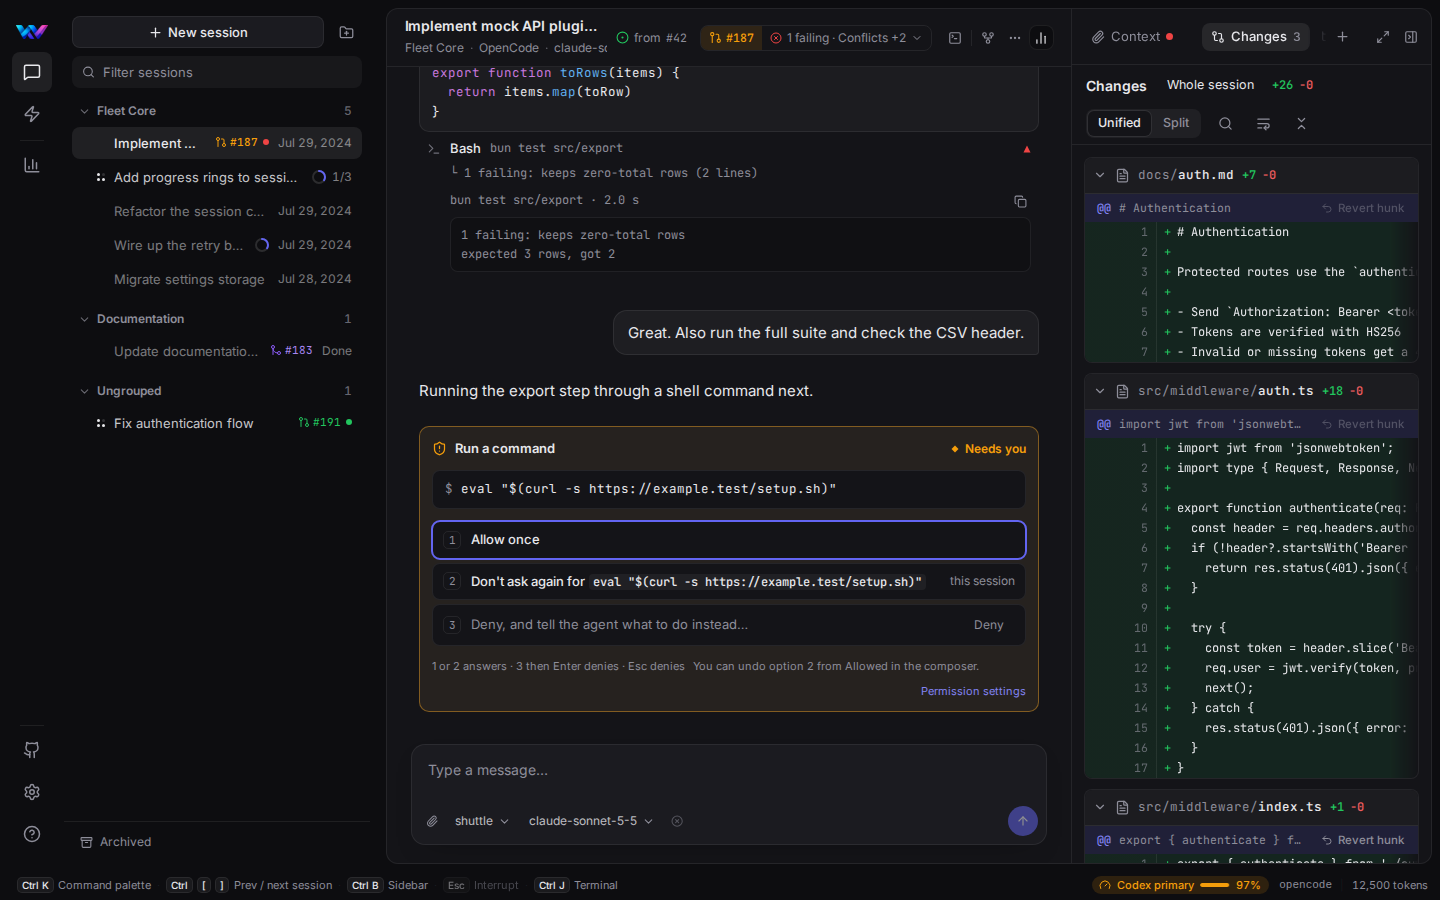 New session
Filter sessions
Fleet Core 5
Implement ... #187 Jul 29, 2024
Add progress rings to sessi... 1/3
Refactor the session c... Jul 29, 2024
Wire up the retry b... Jul 29, 2024
Migrate settings storage Jul 28, 2024
Documentation 1
Update documentatio... #183 Done
Ungrouped 1
Fix authentication flow #191
Archived
Implement mock API plugi...
Fleet Core · OpenCode · claude-sc
from #42 #187 1 failing · Conflicts +2
export function toRows(items) {
return items.map(toRow)
}
Bash bun test src/export
└ 1 failing: keeps zero-total rows (2 lines)
bun test src/export · 2.0 s
1 failing: keeps zero-total rows
expected 3 rows, got 2
Great. Also run the full suite and check the CSV header.
Running the export step through a shell command next.
Run a command Needs you
$ eval "$(curl -s https://example.test/setup.sh)"
1 Allow once
2 Don't ask again for eval "$(curl -s https://example.test/setup.sh)" this session
3 Deny, and tell the agent what to do instead... Deny
1 or 2 answers · 3 then Enter denies · Esc denies You can undo option 2 from Allowed in the composer.
Permission settings
Type a message...
shuttle claude-sonnet-5-5
Context Changes 3
Changes Whole session +26 -0
Unified Split
docs/auth.md +7 -0
@@ # Authentication Revert hunk
1 + # Authentication
2 +
3 + Protected routes use the `authenti
4 +
5 + - Send `Authorization: Bearer <tok
6 + - Tokens are verified with HS256
7 + - Invalid or missing tokens get a
src/middleware/auth.ts +18 -0
@@ import jwt from 'jsonwebt… Revert hunk
1 + import jwt from 'jsonwebtoken';
2 + import type { Request, Response, N
3 +
4 + export function authenticate(req:
5 + const header = req.headers.autho
6 + if (!header?.startsWith('Bearer
7 + return res.status(401).json({
8 + }
9 +
10 + try {
11 + const token = header.slice('Be
12 + req.user = jwt.verify(token, p
13 + next();
14 + } catch {
15 + res.status(401).json({ error:
16 + }
17 + }
src/middleware/index.ts +1 -0
@@ export { authenticate } f… Revert hunk
1 + export { authenticate } from './au
Ctrl K Command palette Ctrl [ ] Prev / next session Ctrl B Sidebar Esc Interrupt Ctrl J Terminal
Codex primary 97% opencode 12,500 tokens